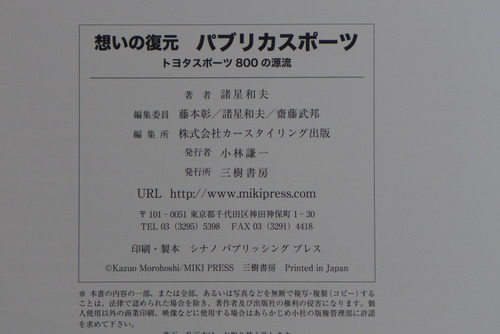 想いの復元 パブリカスポーツ
トヨタスポーツ800の源流
著者 諸星和夫
編集委員 藤本彰／諸星和夫／齋藤武邦
編集所 株式会社カースタイリング出版
発行者 小林謙一
発行所 三樹書房
URL http://www.mikipress.com
〒101-0051 東京都千代田区神田神保町1-30
TEL 03 (3295) 5398 FAX 03 (3291) 4418
印刷・製本 シナノ パブリッシング プレス
©Kazuo Morohoshi/MIKI PRESS 三樹書房 Printed in Japan
※ 本書の内容の一部、または全部、あるいは写真などを無断で複写・複製（コピー）する
ことは、法律で認められた場合を除き、著作者及び出版社の権利の侵害になります。個
人使用以外の商業印刷、映像などに使用する場合はあらかじめ小社の版権管理部に許諾
を求めて下さい。